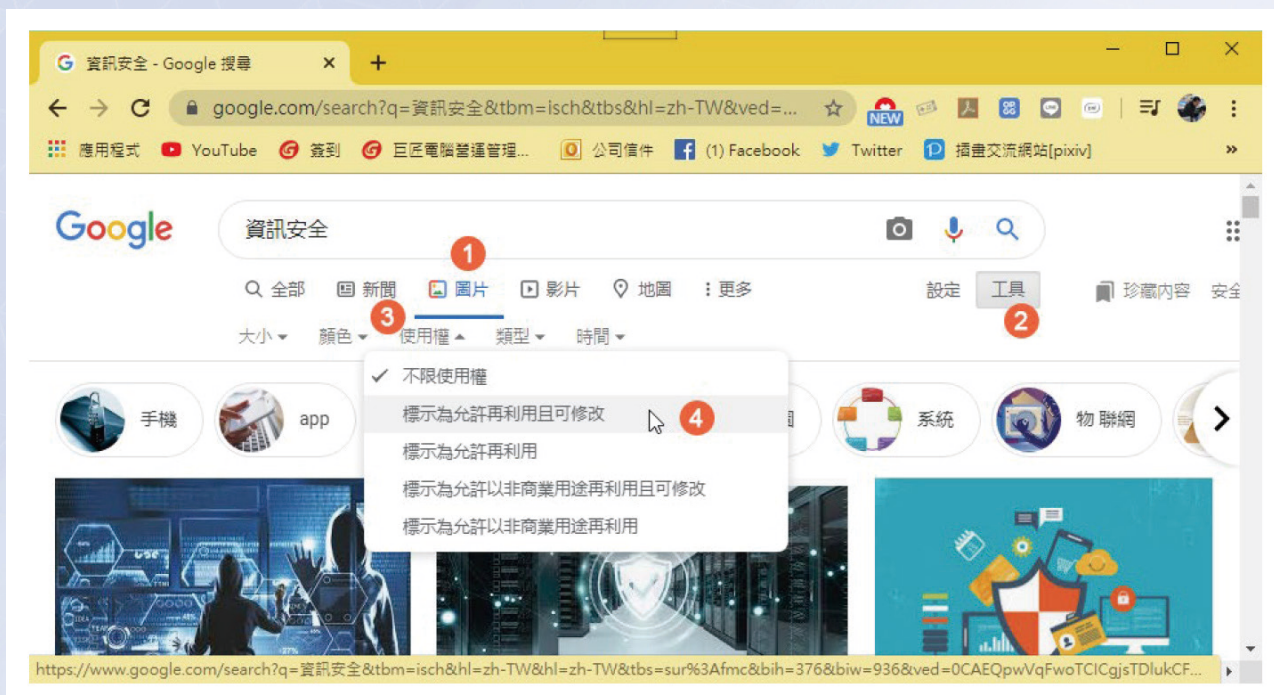 資訊安全 - Google 搜尋
google.com/search?q=資訊安全&tbm=isch&tbs&hl=zh-TW&ved=...
NEW
應用程式 YouTube 簽到 巨匠電腦營運管理... 公司信件 (1) Facebook Twitter 插畫交流網站[pixiv] »
Google 資訊安全
1
全部 新聞 圖片 影片 地圖 更多 設定 工具 珍藏內容 安全
3 2
大小 顏色 使用權 類型 時間
不限使用權
標示為允許再利用且可修改 4
標示為允許再利用
標示為允許以非商業用途再利用且可修改
標示為允許以非商業用途再利用
手機 app 系統 物 聯網
https://www.google.com/search?q=資訊安全&tbm=isch&hl=zh-TW&hl=zh-TW&tbs=sur%3Afmc&bih=376&biw=936&ved=0CAEQpwVqFwoTCICgjsTDlukCF...